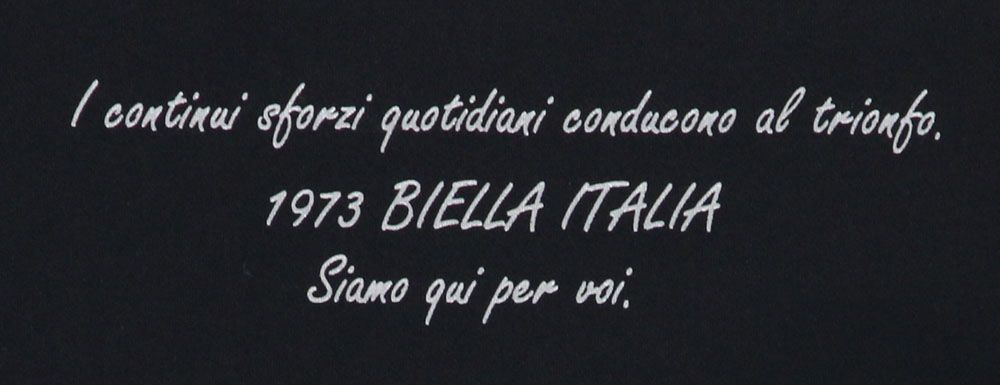 I continui sforzi quotidiani conducono al trionfo.
1973 BIELLA ITALIA
Siamo qui per voi.